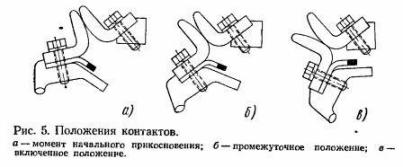 а)
б)
в)
Рис. 5. Положения контактов.
а — момент начального прикосновения; б — промежуточное положение; в —
включенное положение.